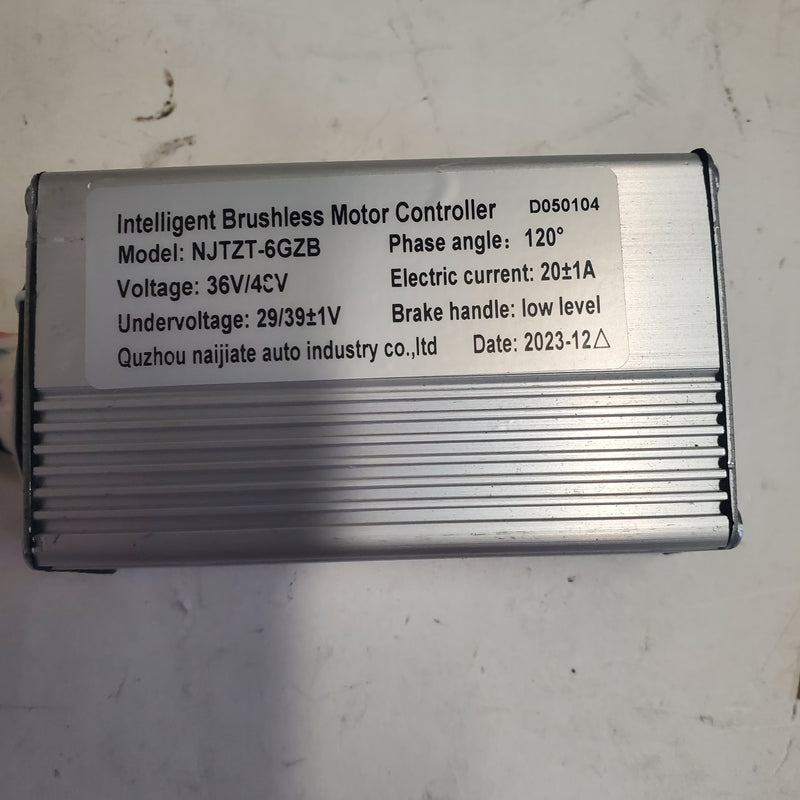 Intelligent Brushless Motor Controller D050104
Model: NJTZT-6GZB Phase angle: 120°
Voltage: 36V/48V Electric current: 20±1A
Undervoltage: 29/39±1V Brake handle: low level
Quzhou naijiate auto industry co.,ltd Date: 2023-12△